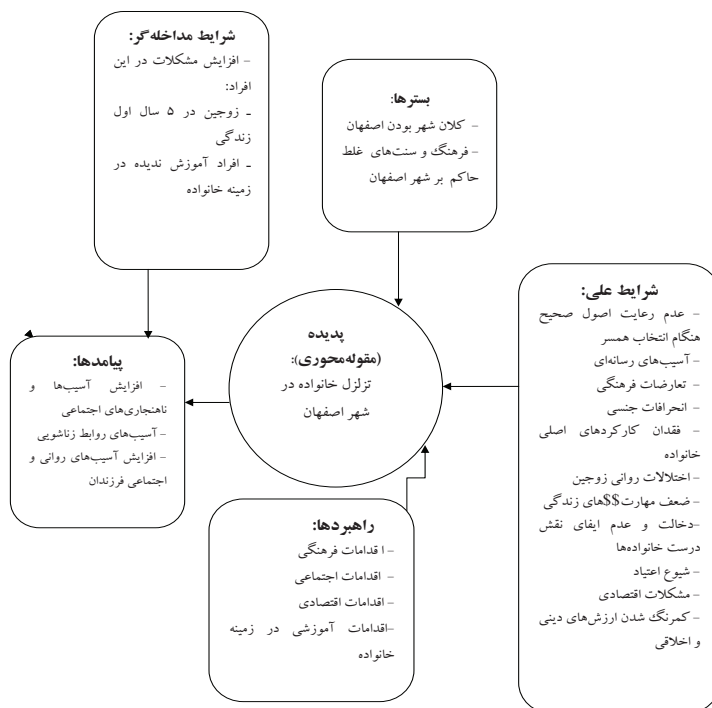 شرایط مداخله‌گر:
– افزایش مشکلات در این
افراد:
ـ زوجین در ۵ سال اول
زندگی
ـ افراد آموزش ندیده در
زمینه خانواده
بسترها:
– کلان شهر بودن اصفهان
– فرهنگ و سنت‌های غلط
حاکم بر شهر اصفهان
شرایط علی:
– عدم رعایت اصول صحیح
هنگام انتخاب همسر
– آسیب‌های رسانه‌ای
– تعارضات فرهنگی
– انحرافات جنسی
– فقدان کارکردهای اصلی
خانواده
– اختلالات روانی زوجین
– ضعف مهارت$$های زندگی
–دخالت و عدم ایفای نقش
درست خانواده‌ها
– شیوع اعتیاد
– مشکلات اقتصادی
– کمرنگ شدن ارزش‌های دینی
و اخلاقی
پدیده
(مقوله‌محوری):
تزلزل خانواده در
شهر اصفهان
پیامدها:
– افزایش آسیب‌ها و
ناهنجاری‌های اجتماعی
– آسیب‌های روابط زناشویی
– افزایش آسیب‌های روانی و
اجتماعی فرزندان
راهبردها:
– ا قدامات فرهنگی
– اقدامات اجتماعی
– اقدامات اقتصادی
–اقدامات آموزشی در زمینه
خانواده